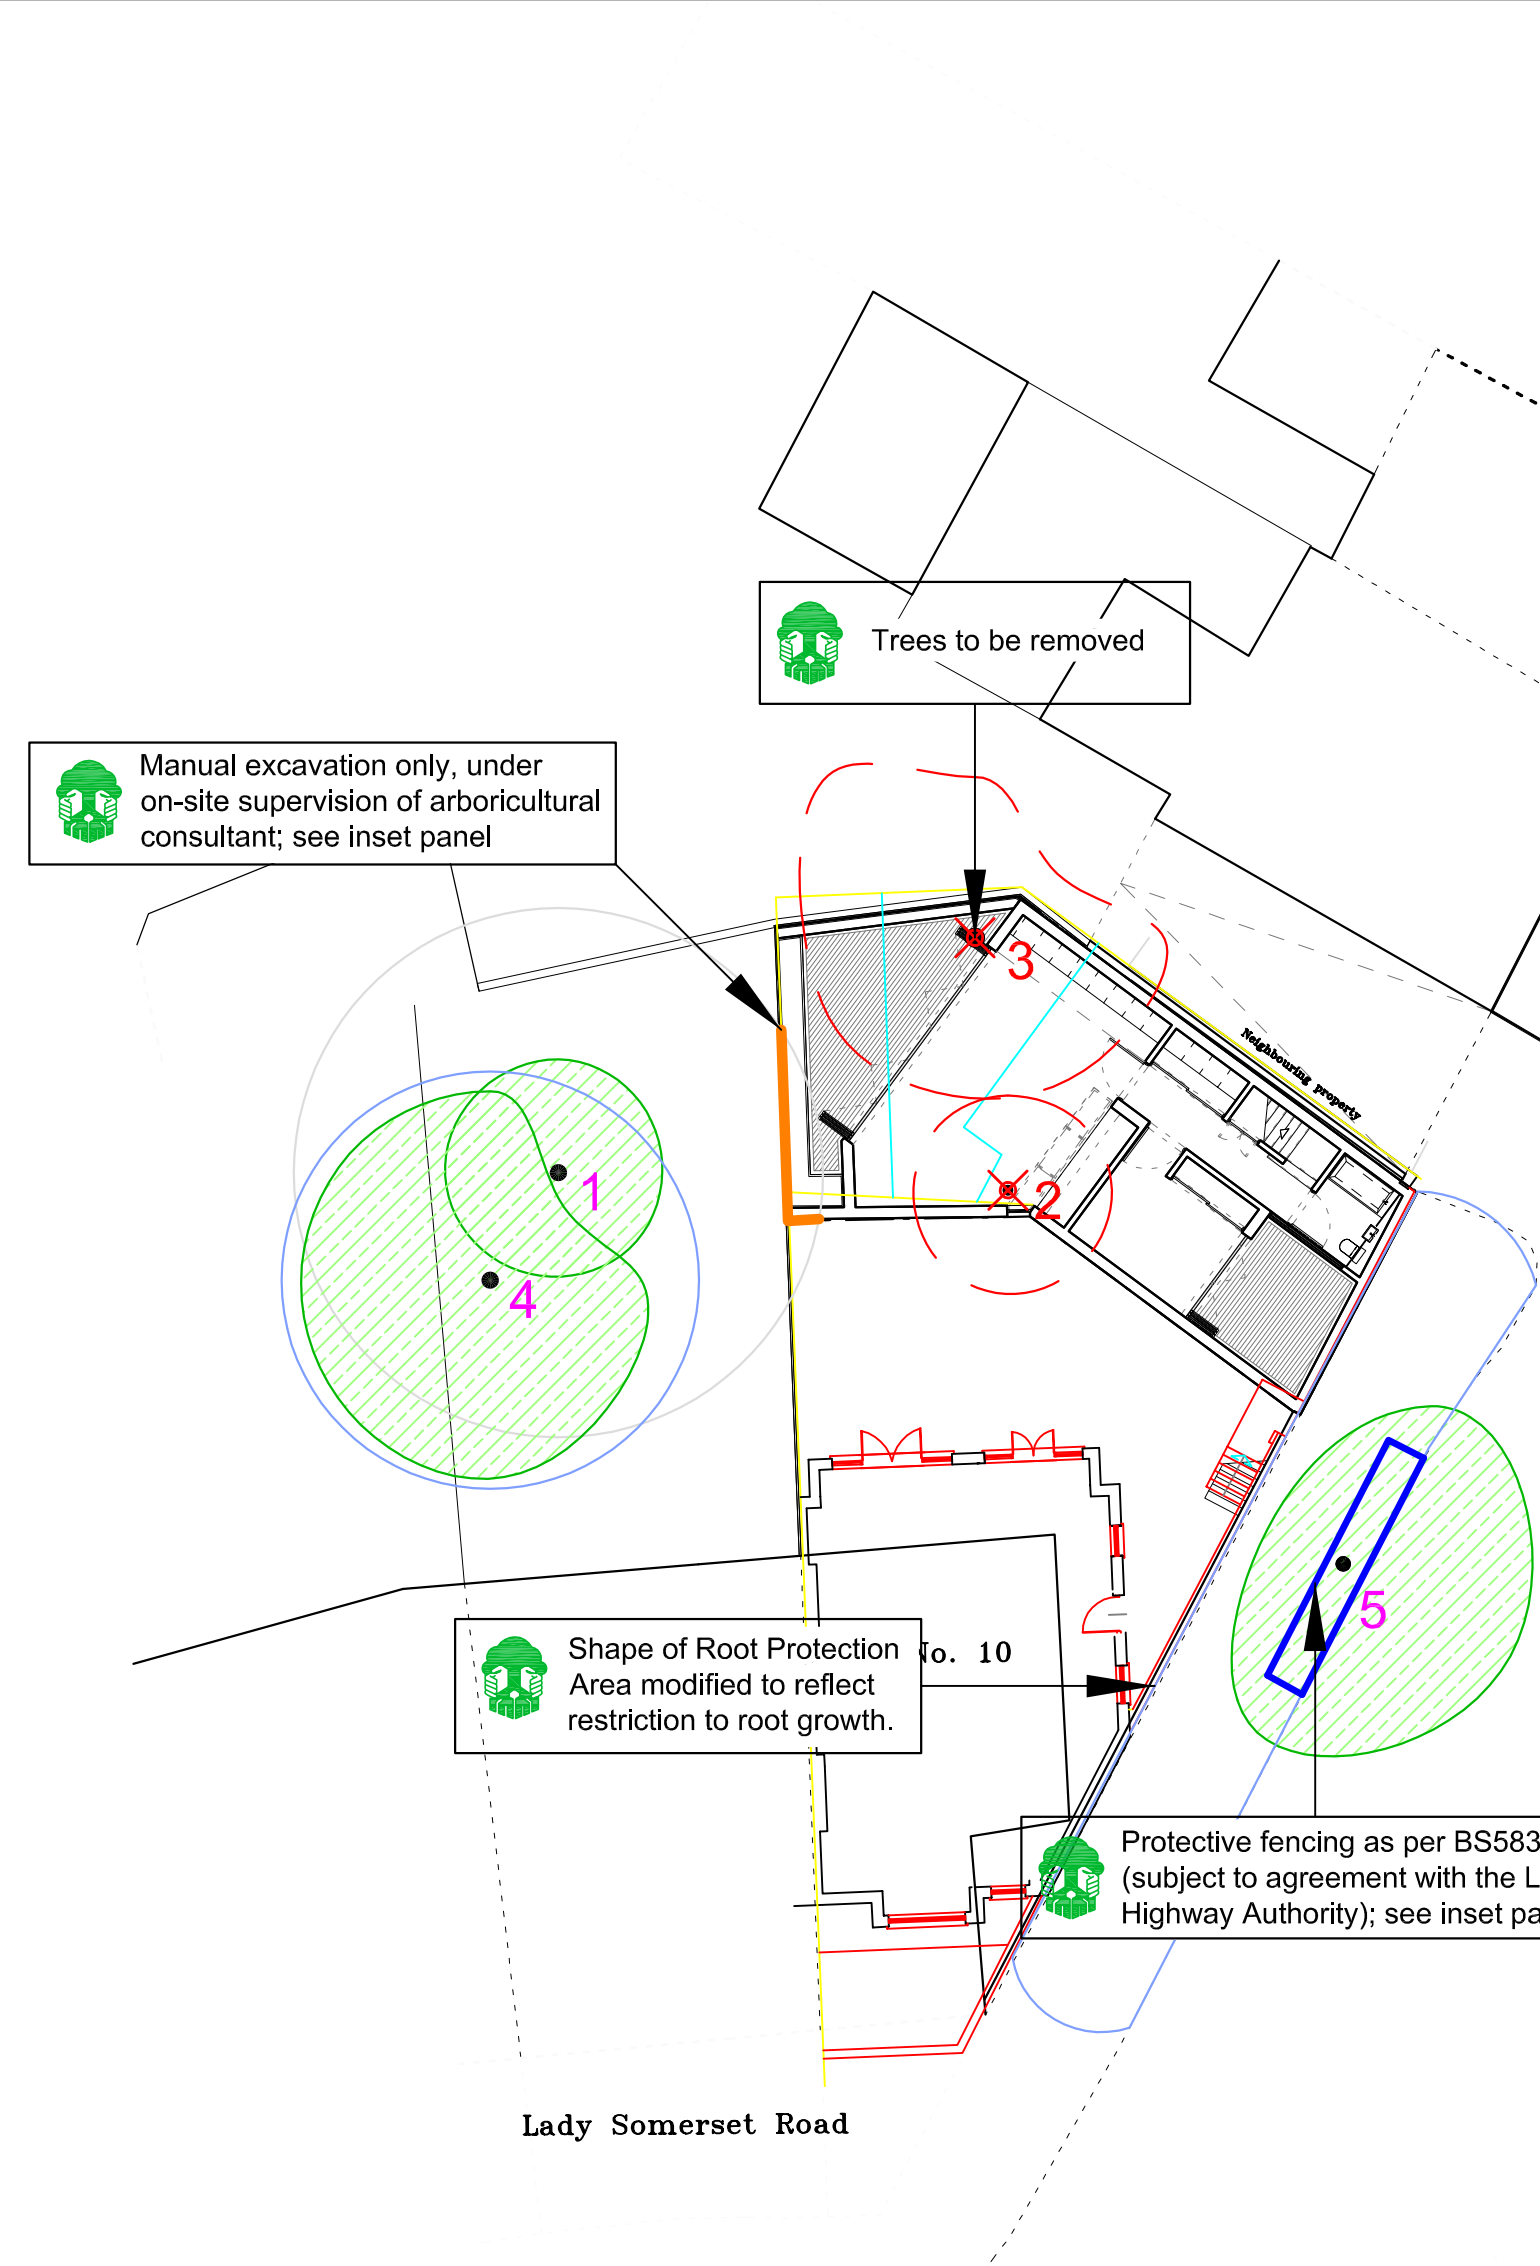 Trees to be removed
Manual excavation only, under
on-site supervision of arboricultural
consultant; see inset panel
3
Neighbouring property
1
2
4
5
Shape of Root Protection
Area modified to reflect
restriction to root growth.
No. 10
Protective fencing as per BS583
(subject to agreement with the L
Highway Authority); see inset pa
Lady Somerset Road